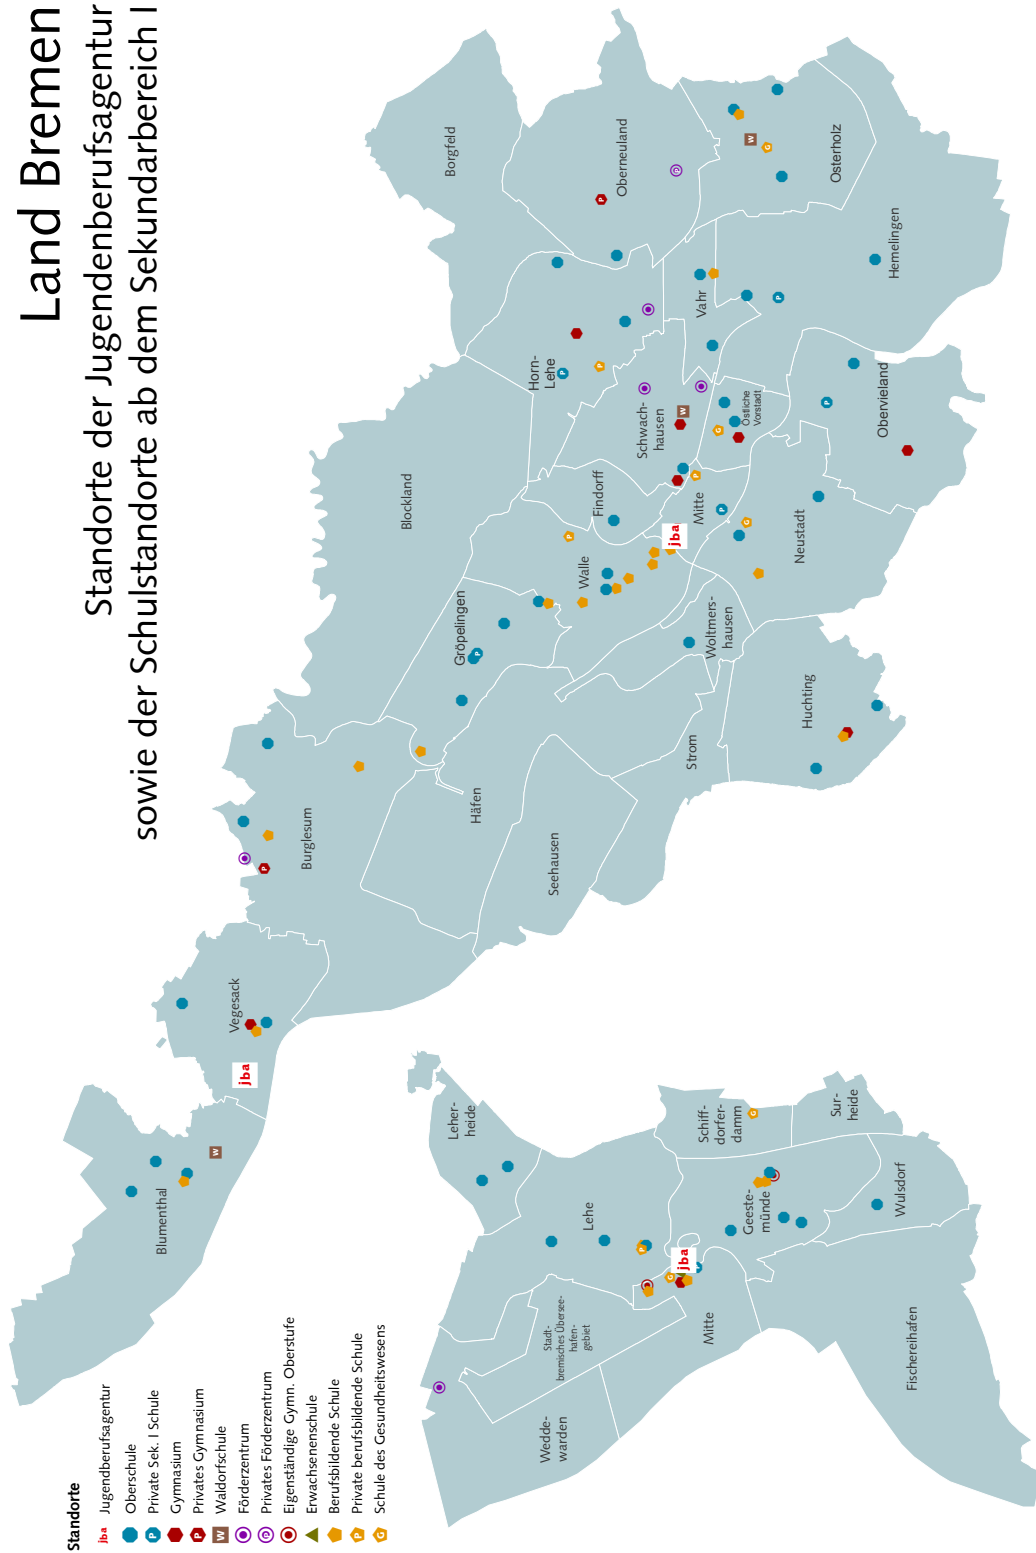 Land Bremen
Standorte der Jugendenberufsagentur
sowie der Schulstandorte ab dem Sekundarbereich I
Blumenthal
Vegesack
Burglesum
Blockland
Borgfeld
Oberneuland
Horn-
Lehe
Gröpelingen
Häfen
Seehausen
Strom
Walle
Findorff
Schwach-
hausen
Mitte
Vahr
Östliche
Vorstadt
Osterholz
Hemelingen
Obervieland
Neustadt
Woltmers-
hausen
Huchting
jba
jba
jba
Leher-
heide
Lehe
Stadt-
bremisches Übersee-
hafen-
gebiet
Wedde-
warden
Mitte
Geeste-
münde
Schiff-
dorfer-
damm
Sur-
heide
Wulsdorf
Fischereihafen
Standorte
jba Jugendberufsagentur
Oberschule
P Private Sek. I Schule
Gymnasium
P Privates Gymnasium
W Waldorfschule
Förderzentrum
P Privates Förderzentrum
Eigenständige Gymn. Oberstufe
Erwachsenenschule
Berufsbildende Schule
P Private berufsbildende Schule
G Schule des Gesundheitswesens